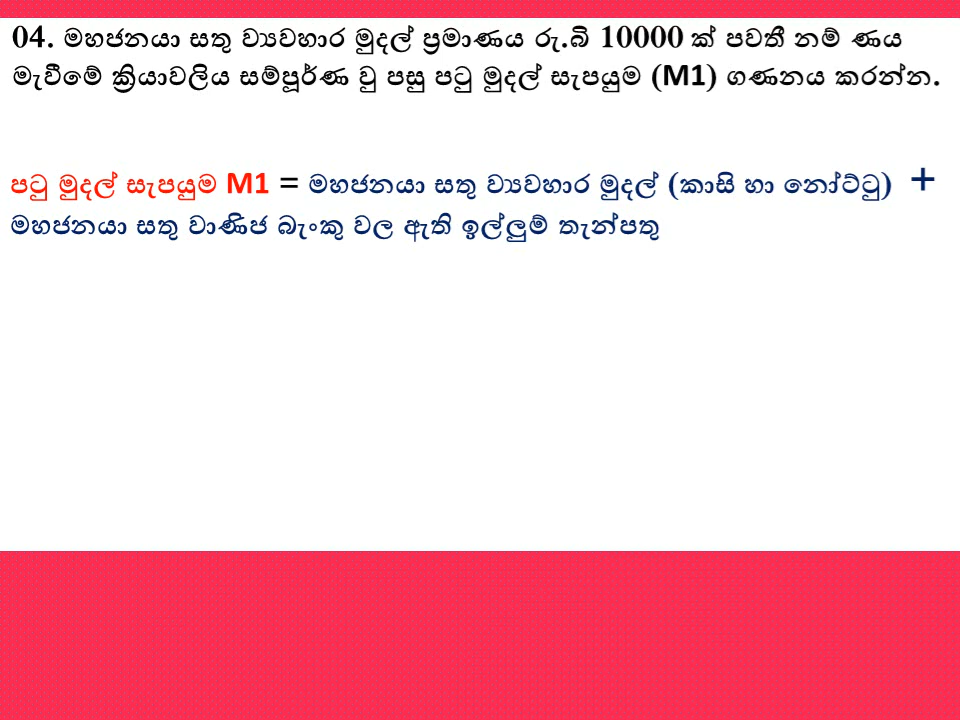 04. මහජනයා සතු ව්‍යවහාර මුදල් ප්‍රමාණය රු.බි 10000 ක් පවතී නම් ණය
මැවීමේ ක්‍රියාවලිය සම්පූර්ණ වු පසු පටු මුදල් සැපයුම (M1) ගණනය කරන්න.
පටු මුදල් සැපයුම M1 = මහජනයා සතු ව්‍යවහාර මුදල් (කාසි හා නෝට්ටු) +
මහජනයා සතු වාණිජ බැංකු වල ඇති ඉල්ලුම් තැන්පතු